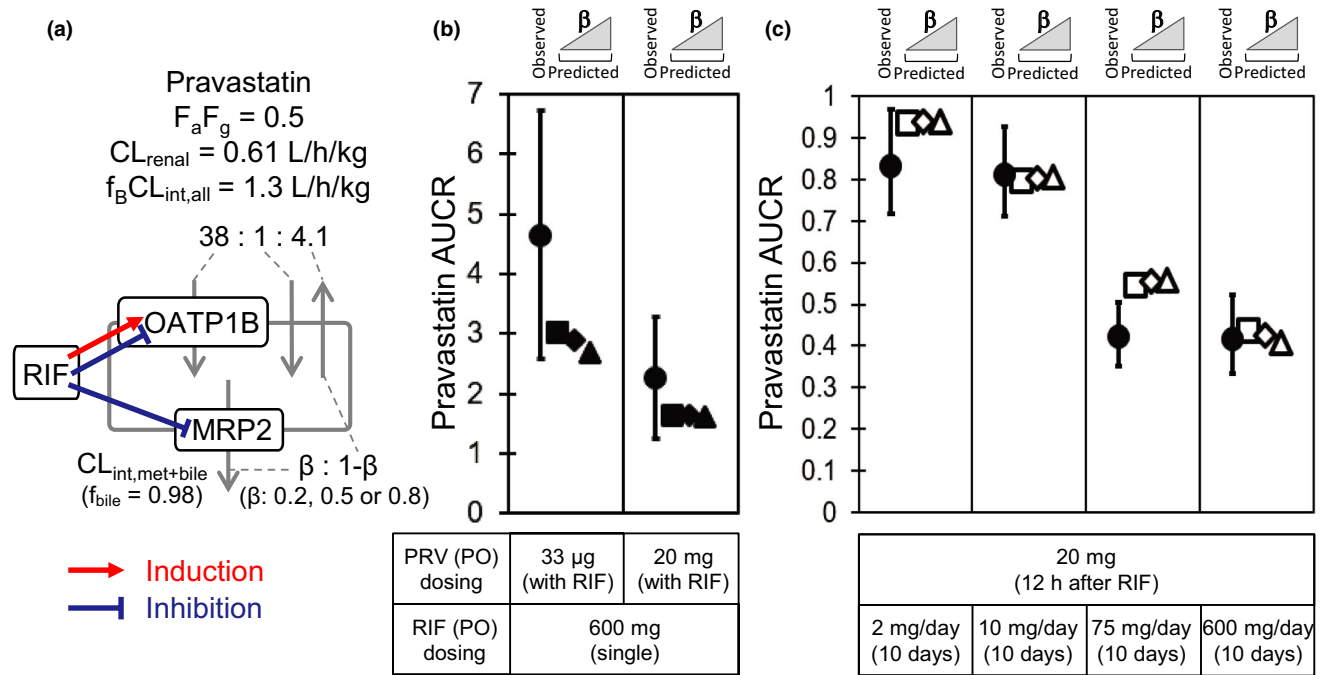 (a)
Pravastatin
FaFg = 0.5
CLrenal = 0.61 L/h/kg
fBCLint,all = 1.3 L/h/kg
38 : 1 : 4.1
OATP1B
RIF
MRP2
CLint,met+bile
(fbile = 0.98)
β : 1-β
(β: 0.2, 0.5 or 0.8)
Induction
Inhibition
(b)
Observed
β
Predicted
Observed
β
Predicted
Pravastatin AUCR
7
6
5
4
3
2
1
0
PRV (PO)
dosing
33 µg
(with RIF)
20 mg
(with RIF)
RIF (PO)
dosing
600 mg
(single)
(c)
Observed
β
Predicted
Observed
β
Predicted
Observed
β
Predicted
Observed
β
Predicted
Pravastatin AUCR
1
0.9
0.8
0.7
0.6
0.5
0.4
0.3
0.2
0.1
0
20 mg
(12 h after RIF)
2 mg/day
(10 days)
10 mg/day
(10 days)
75 mg/day
(10 days)
600 mg/day
(10 days)